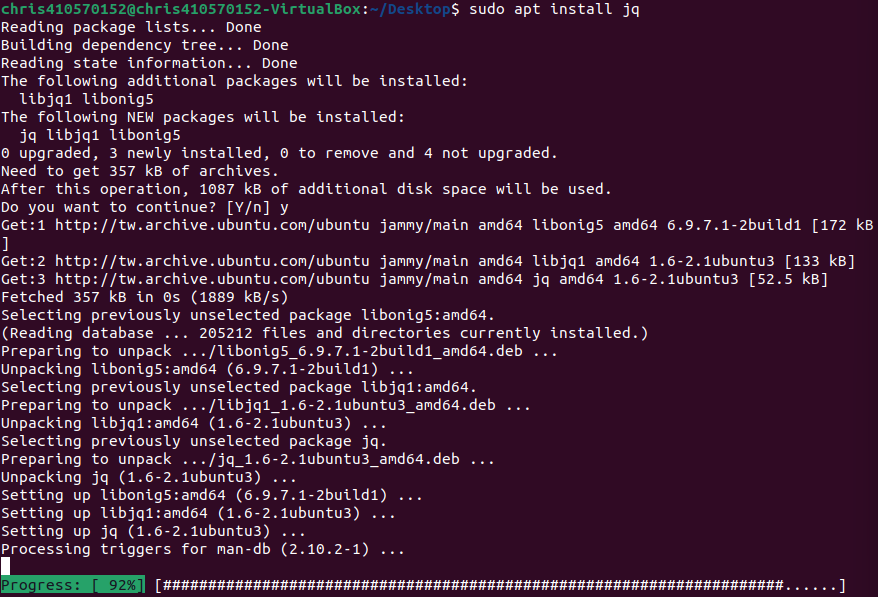 chris410570152@chris410570152-VirtualBox:~/Desktop$ sudo apt install jq
Reading package lists... Done
Building dependency tree... Done
Reading state information... Done
The following additional packages will be installed:
  libjq1 libonig5
The following NEW packages will be installed:
  jq libjq1 libonig5
0 upgraded, 3 newly installed, 0 to remove and 4 not upgraded.
Need to get 357 kB of archives.
After this operation, 1087 kB of additional disk space will be used.
Do you want to continue? [Y/n] y
Get:1 http://tw.archive.ubuntu.com/ubuntu jammy/main amd64 libonig5 amd64 6.9.7.1-2build1 [172 kB
]
Get:2 http://tw.archive.ubuntu.com/ubuntu jammy/main amd64 libjq1 amd64 1.6-2.1ubuntu3 [133 kB]
Get:3 http://tw.archive.ubuntu.com/ubuntu jammy/main amd64 jq amd64 1.6-2.1ubuntu3 [52.5 kB]
Fetched 357 kB in 0s (1889 kB/s)
Selecting previously unselected package libonig5:amd64.
(Reading database ... 205212 files and directories currently installed.)
Preparing to unpack .../libonig5_6.9.7.1-2build1_amd64.deb ...
Unpacking libonig5:amd64 (6.9.7.1-2build1) ...
Selecting previously unselected package libjq1:amd64.
Preparing to unpack .../libjq1_1.6-2.1ubuntu3_amd64.deb ...
Unpacking libjq1:amd64 (1.6-2.1ubuntu3) ...
Selecting previously unselected package jq.
Preparing to unpack .../jq_1.6-2.1ubuntu3_amd64.deb ...
Unpacking jq (1.6-2.1ubuntu3) ...
Setting up libonig5:amd64 (6.9.7.1-2build1) ...
Setting up libjq1:amd64 (1.6-2.1ubuntu3) ...
Setting up jq (1.6-2.1ubuntu3) ...
Processing triggers for man-db (2.10.2-1) ...
Progress: [ 92%] [#####################################################################......]